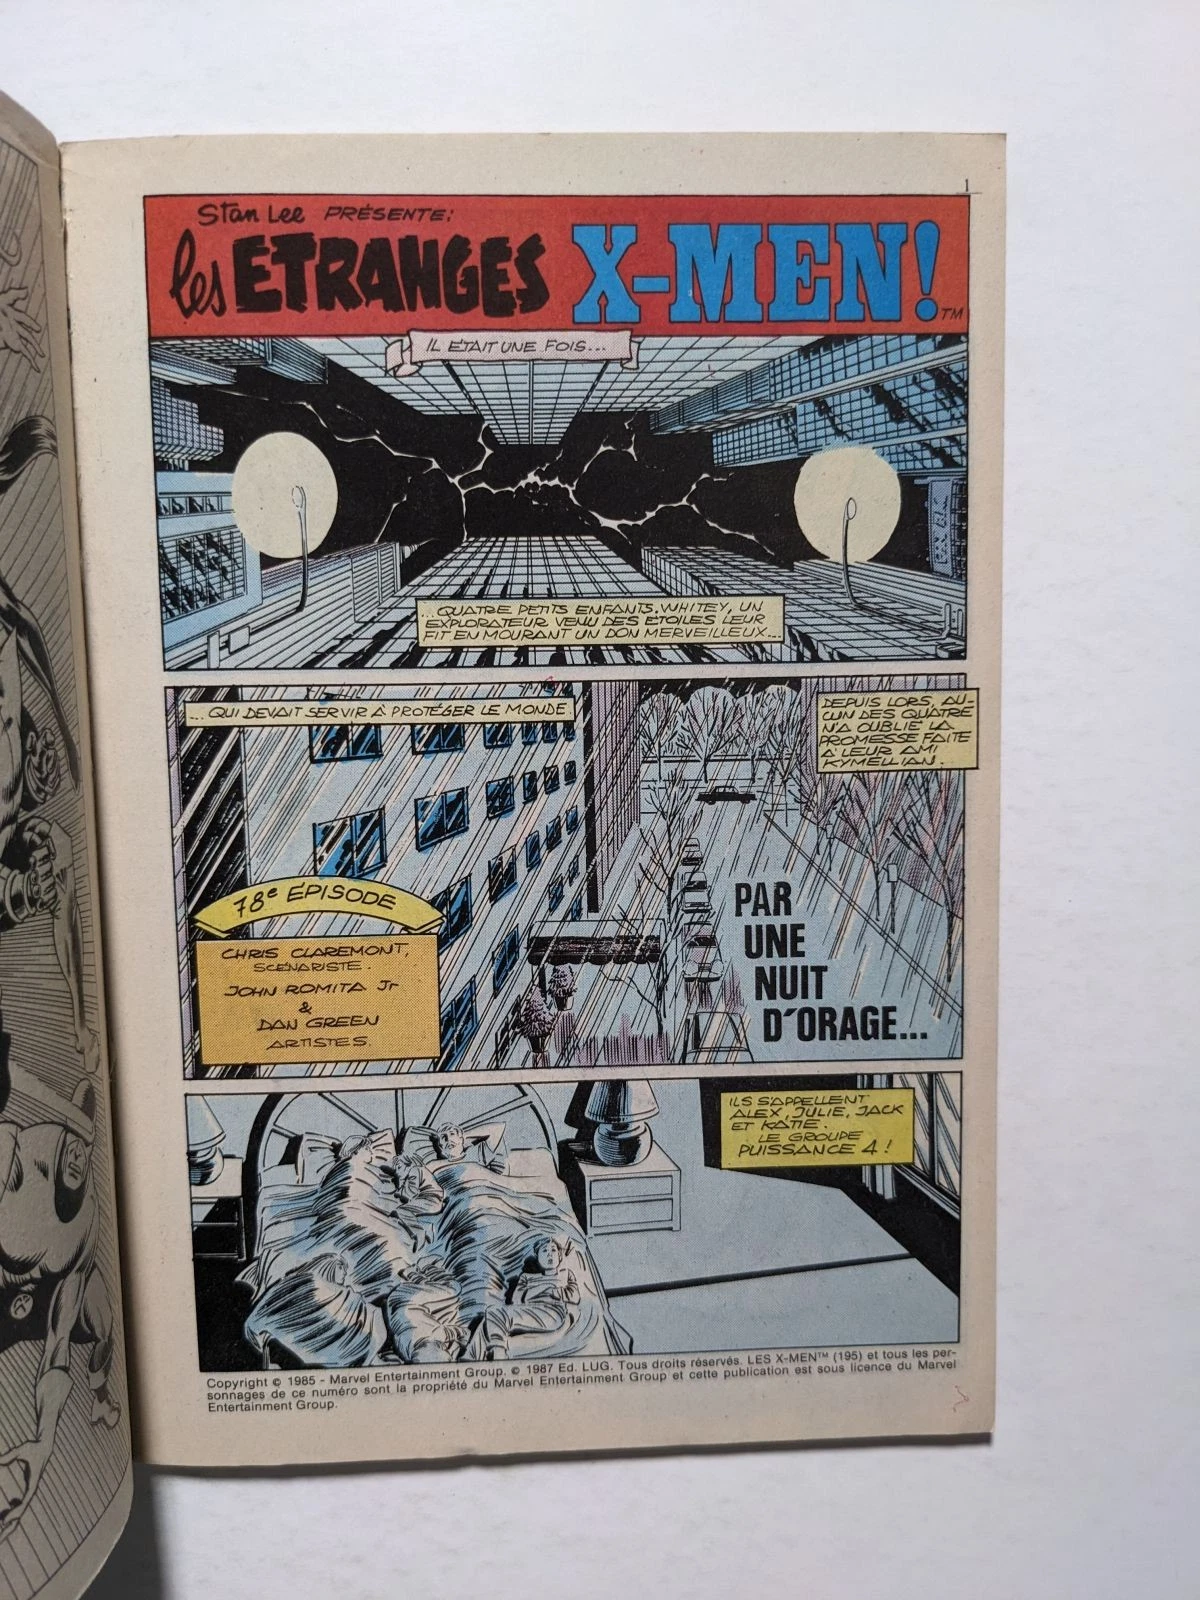 1
Stan Lee PRÉSENTE:
les ETRANGES X-MEN!
TM
IL ETAIT UNE FOIS...
...QUATRE PETITS ENFANTS. WHITEY, UN
EXPLORATEUR VENU DES ETOILES LEUR
FIT EN MOURANT UN DON MERVEILLEUX...
...QUI DEVAIT SERVIR A PROTÉGER LE MONDE.
DEPUIS LORS, AU-
CUN DES QUATRE
N'A OUBLIE LA
PROMESSE FAITE
A LEUR AMI
KYMELLIAN.
78e ÉPISODE
CHRIS CLAREMONT,
SCENARISTE.
JOHN ROMITA Jr
&
DAN GREEN
ARTISTES.
PAR
UNE
NUIT
D'ORAGE...
ILS S'APPELLENT
ALEX, JULIE, JACK
ET KATIE.
LE GROUPE
PUISSANCE 4 !
Copyright © 1985 - Marvel Entertainment Group. © 1987 Ed. LUG. Tous droits réservés. LES X-MEN™ (195) et tous les per-
sonnages de ce numéro sont la propriété du Marvel Entertainment Group et cette publication est sous licence du Marvel
Entertainment Group.